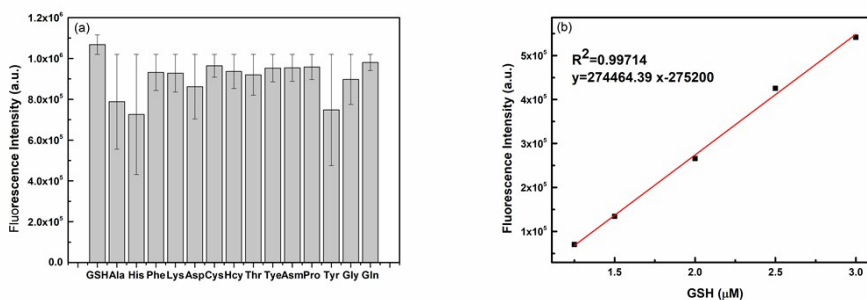 (a)
Fluorescence Intensity (a.u.)
1.2x10⁶
1.0x10⁶
8.0x10⁵
6.0x10⁵
4.0x10⁵
2.0x10⁵
0.0
GSH Ala His Phe Lys Asp Cys Hcy Thr Tye Asm Pro Tyr Gly Gln
(b)
Fluorescence Intensity (a.u.)
R²=0.99714
y=274464.39 x-275200
5x10⁵
4x10⁵
3x10⁵
2x10⁵
1x10⁵
1.5 2.0 2.5 3.0
GSH (μM)